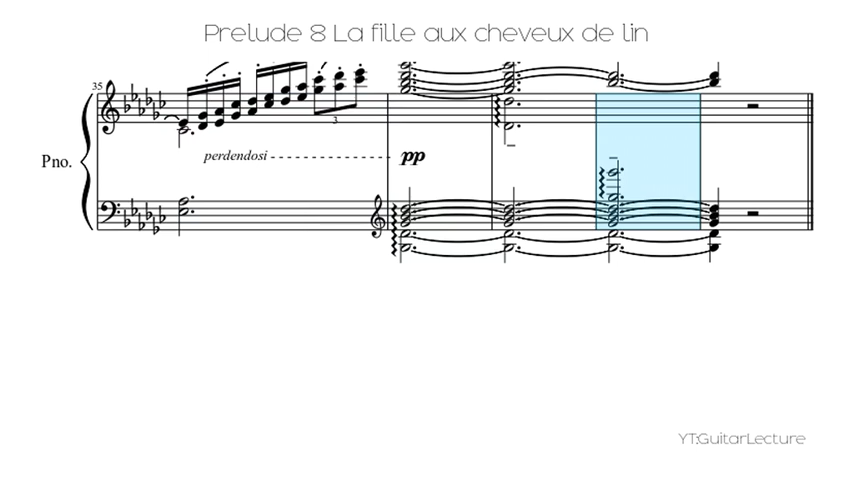 Prelude 8 La fille aux cheveux de lin
35
3
Pno.
perdendosi
pp
YT:GuitarLecture